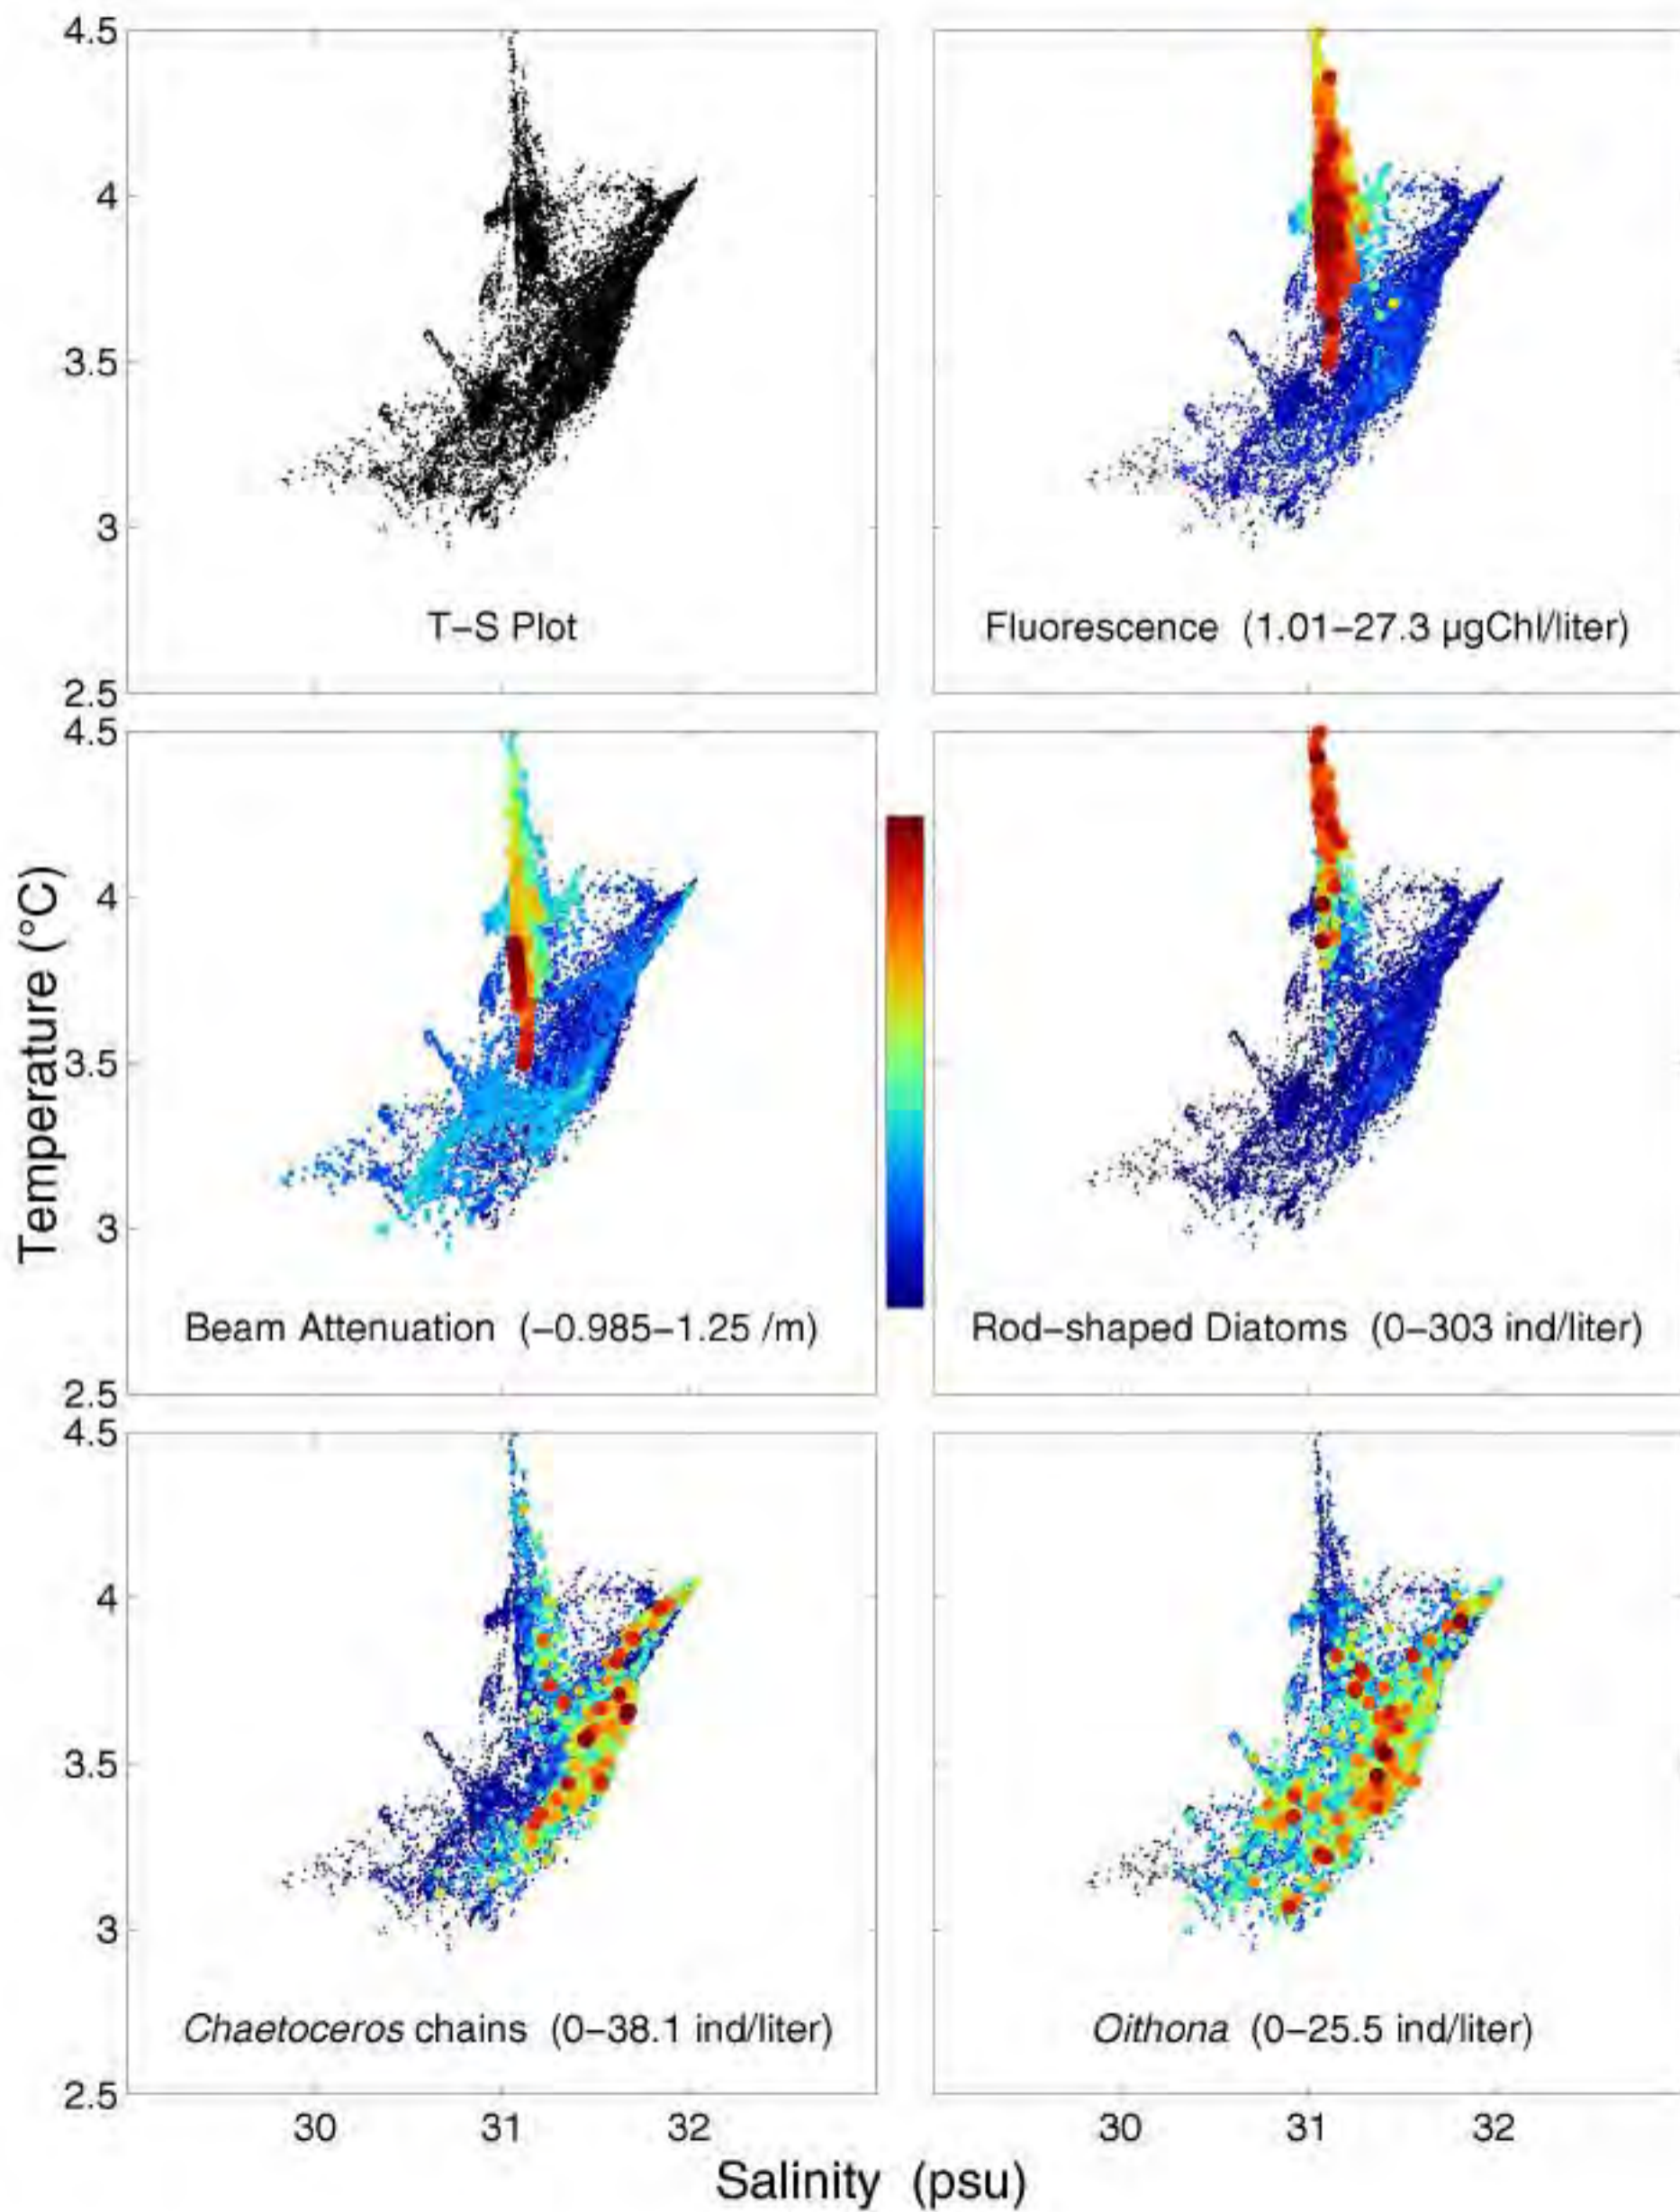 4.5
4
3.5
3
2.5
T–S Plot
Fluorescence (1.01–27.3 µgChl/liter)
4.5
4
3.5
3
2.5
Temperature (°C)
Beam Attenuation (–0.985–1.25 /m)
Rod–shaped Diatoms (0–303 ind/liter)
4.5
4
3.5
3
2.5
Chaetoceros chains (0–38.1 ind/liter)
Oithona (0–25.5 ind/liter)
30 31 32
30 31 32
Salinity (psu)